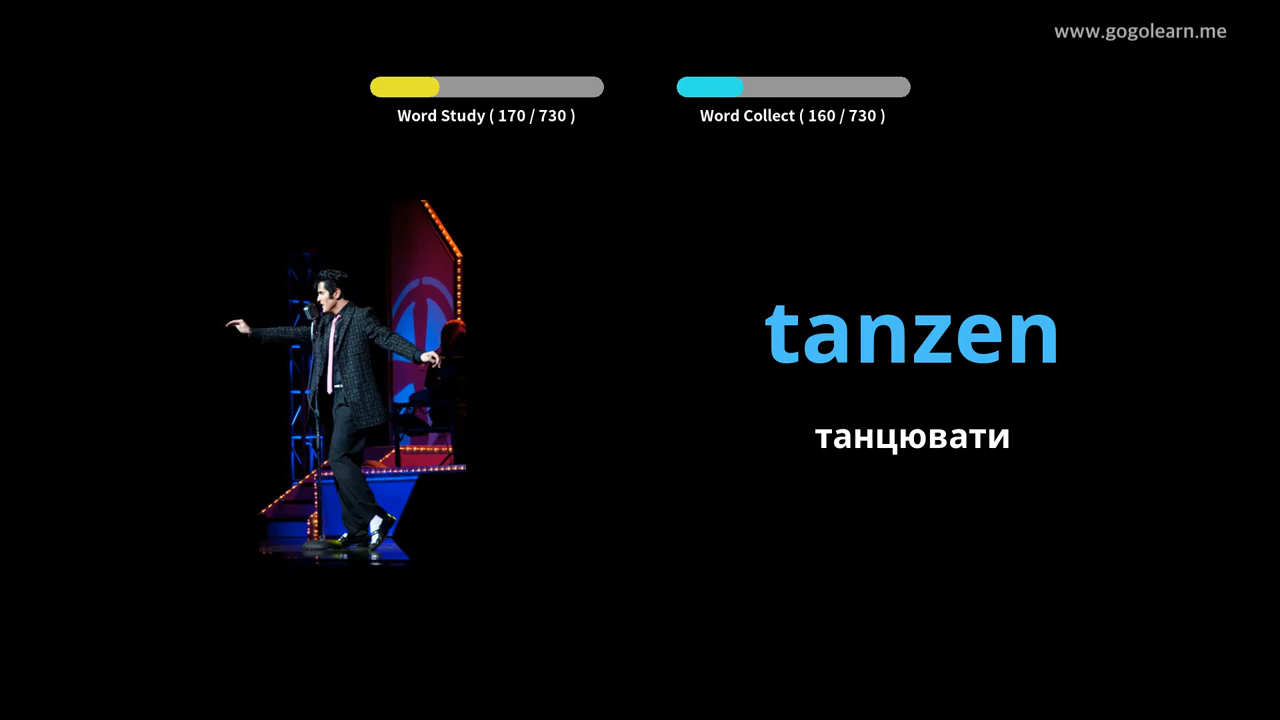 www.gogolearn.me
Word Study ( 170 / 730 )
Word Collect ( 160 / 730 )
tanzen
танцювати